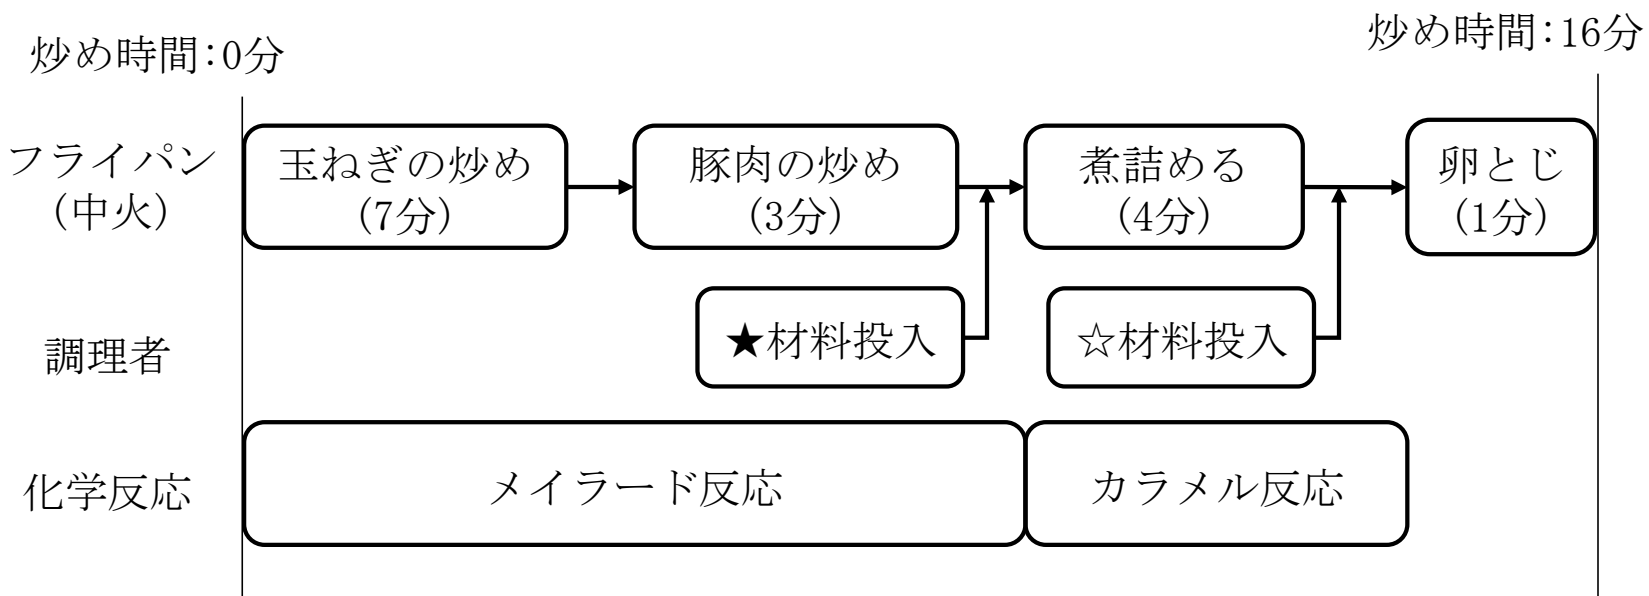 炒め時間:0分
炒め時間:16分
フライパン
(中火)
玉ねぎの炒め
(7分)
豚肉の炒め
(3分)
煮詰める
(4分)
卵とじ
(1分)
調理者
★材料投入
☆材料投入
化学反応
メイラード反応
カラメル反応